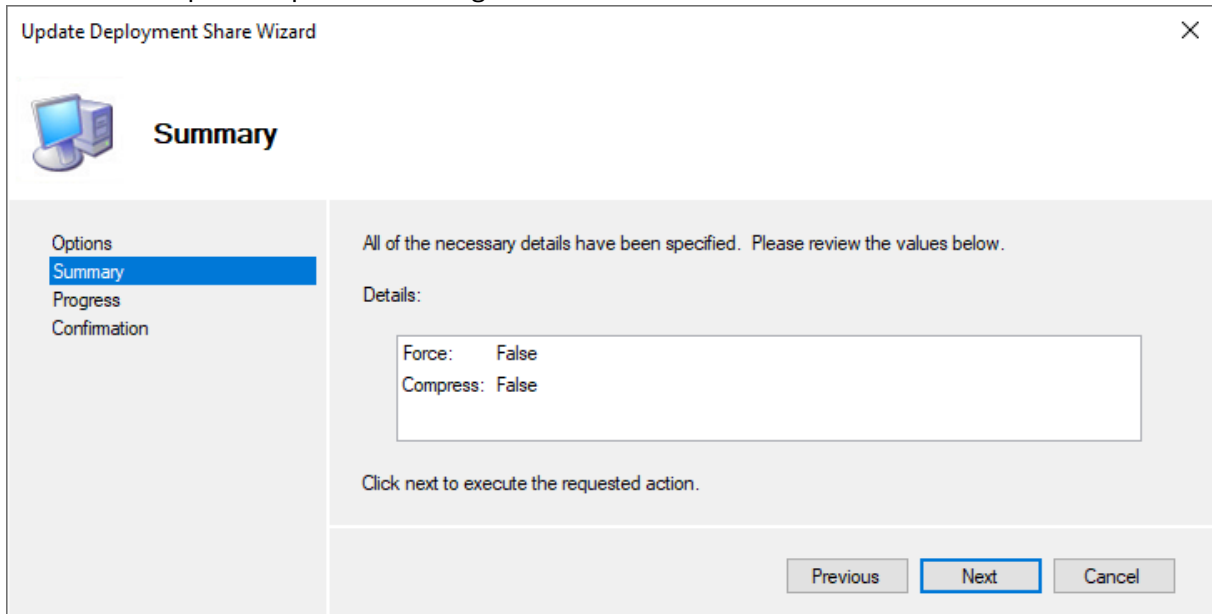 Update Deployment Share Wizard
Summary
Options
Summary
Progress
Confirmation
All of the necessary details have been specified. Please review the values below.
Details:
Force: False
Compress: False
Click next to execute the requested action.
Previous Next Cancel